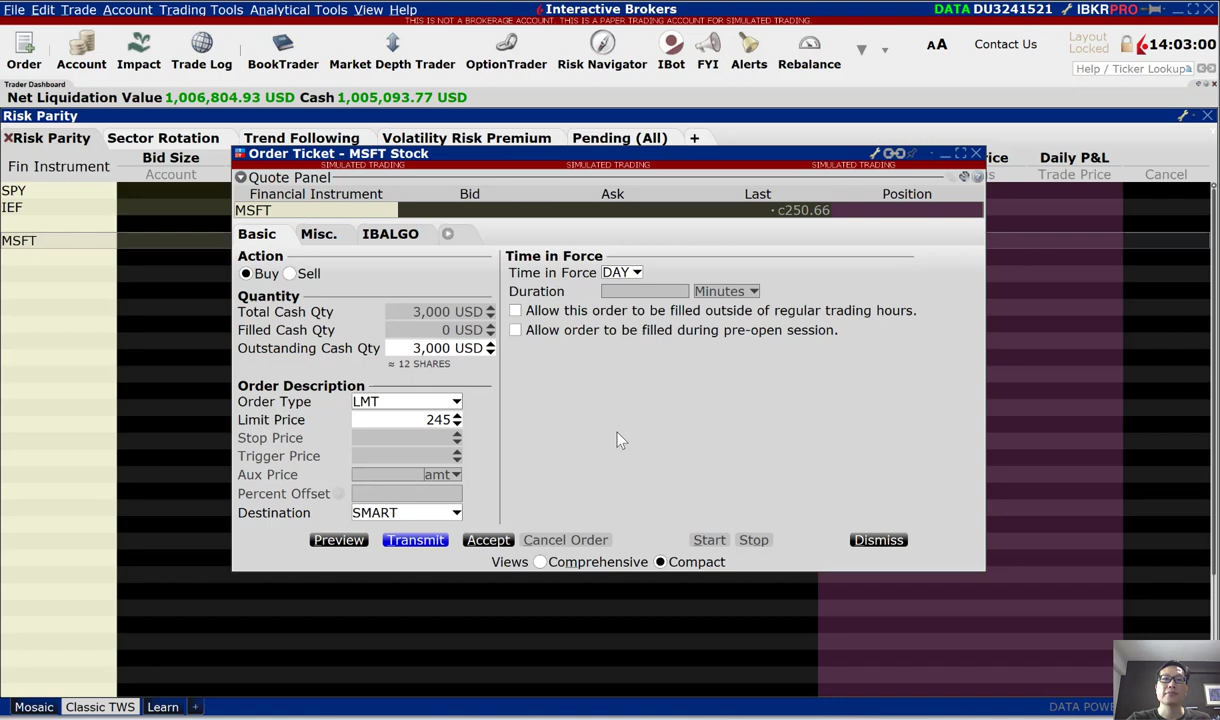 File Edit Trade Account Trading Tools Analytical Tools View Help
Interactive Brokers
DATA DU3241521
IBKRPRO
THIS IS NOT A BROKERAGE ACCOUNT. THIS IS A PAPER TRADING ACCOUNT FOR SIMULATED TRADING.
Order
Account
Impact
Trade Log
BookTrader
Market Depth Trader
OptionTrader
Risk Navigator
IBot
FYI
Alerts
Rebalance
AA
Contact Us
Layout
Locked
14:03:00
Help / Ticker Lookup
Trader Dashboard
Net Liquidation Value 1,006,804.93 USD Cash 1,005,093.77 USD
Risk Parity
Risk Parity Sector Rotation Trend Following Volatility Risk Premium Pending (All) +
Fin Instrument
Bid Size
Account
Daily P&L
Trade Price
Cancel
SPY
IEF
MSFT
Order Ticket - MSFT Stock
SIMULATED TRADING SIMULATED TRADING SIMULATED TRADING
Quote Panel
Financial Instrument Bid Ask Last Position
MSFT c250.66
Basic Misc. IBALGO
Action
Buy Sell
Quantity
Total Cash Qty 3,000 USD
Filled Cash Qty 0 USD
Outstanding Cash Qty 3,000 USD
≈ 12 SHARES
Order Description
Order Type LMT
Limit Price 245
Stop Price
Trigger Price
Aux Price amt
Percent Offset
Destination SMART
Time in Force
Time in Force DAY
Duration Minutes
Allow this order to be filled outside of regular trading hours.
Allow order to be filled during pre-open session.
Preview Transmit Accept Cancel Order Start Stop Dismiss
Views Comprehensive Compact
Mosaic Classic TWS Learn +
DATA POWE